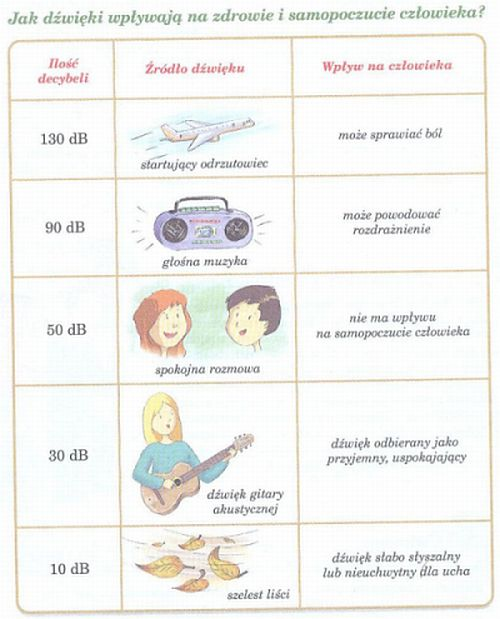 Jak dźwięki wpływają na zdrowie i samopoczucie człowieka?
Ilość
decybeli
Źródło dźwięku
Wpływ na człowieka
130 dB
startujący odrzutowiec
może sprawiać ból
90 dB
głośna muzyka
może powodować
rozdrażnienie
50 dB
spokojna rozmowa
nie ma wpływu
na samopoczucie człowieka
30 dB
dźwięk gitary
akustycznej
dźwięk odbierany jako
przyjemny, uspokajający
10 dB
szelest liści
dźwięk słabo słyszalny
lub nieuchwytny dla ucha